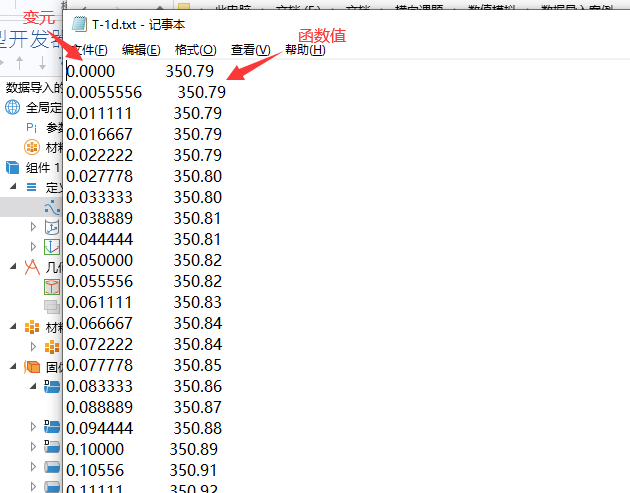 变元
T-1d.txt - 记事本
函数值
型开发器
文件(F) 编辑(E) 格式(O) 查看(V) 帮助(H)
数据导入的
全局定
Pi 参
材
组件 1
定
几
材料
固
0.0000 350.79
0.0055556 350.79
0.011111 350.79
0.016667 350.79
0.022222 350.79
0.027778 350.80
0.033333 350.80
0.038889 350.81
0.044444 350.81
0.050000 350.82
0.055556 350.82
0.061111 350.83
0.066667 350.84
0.072222 350.84
0.077778 350.85
0.083333 350.86
0.088889 350.87
0.094444 350.88
0.10000 350.89
0.10556 350.91
0.11111 350.92